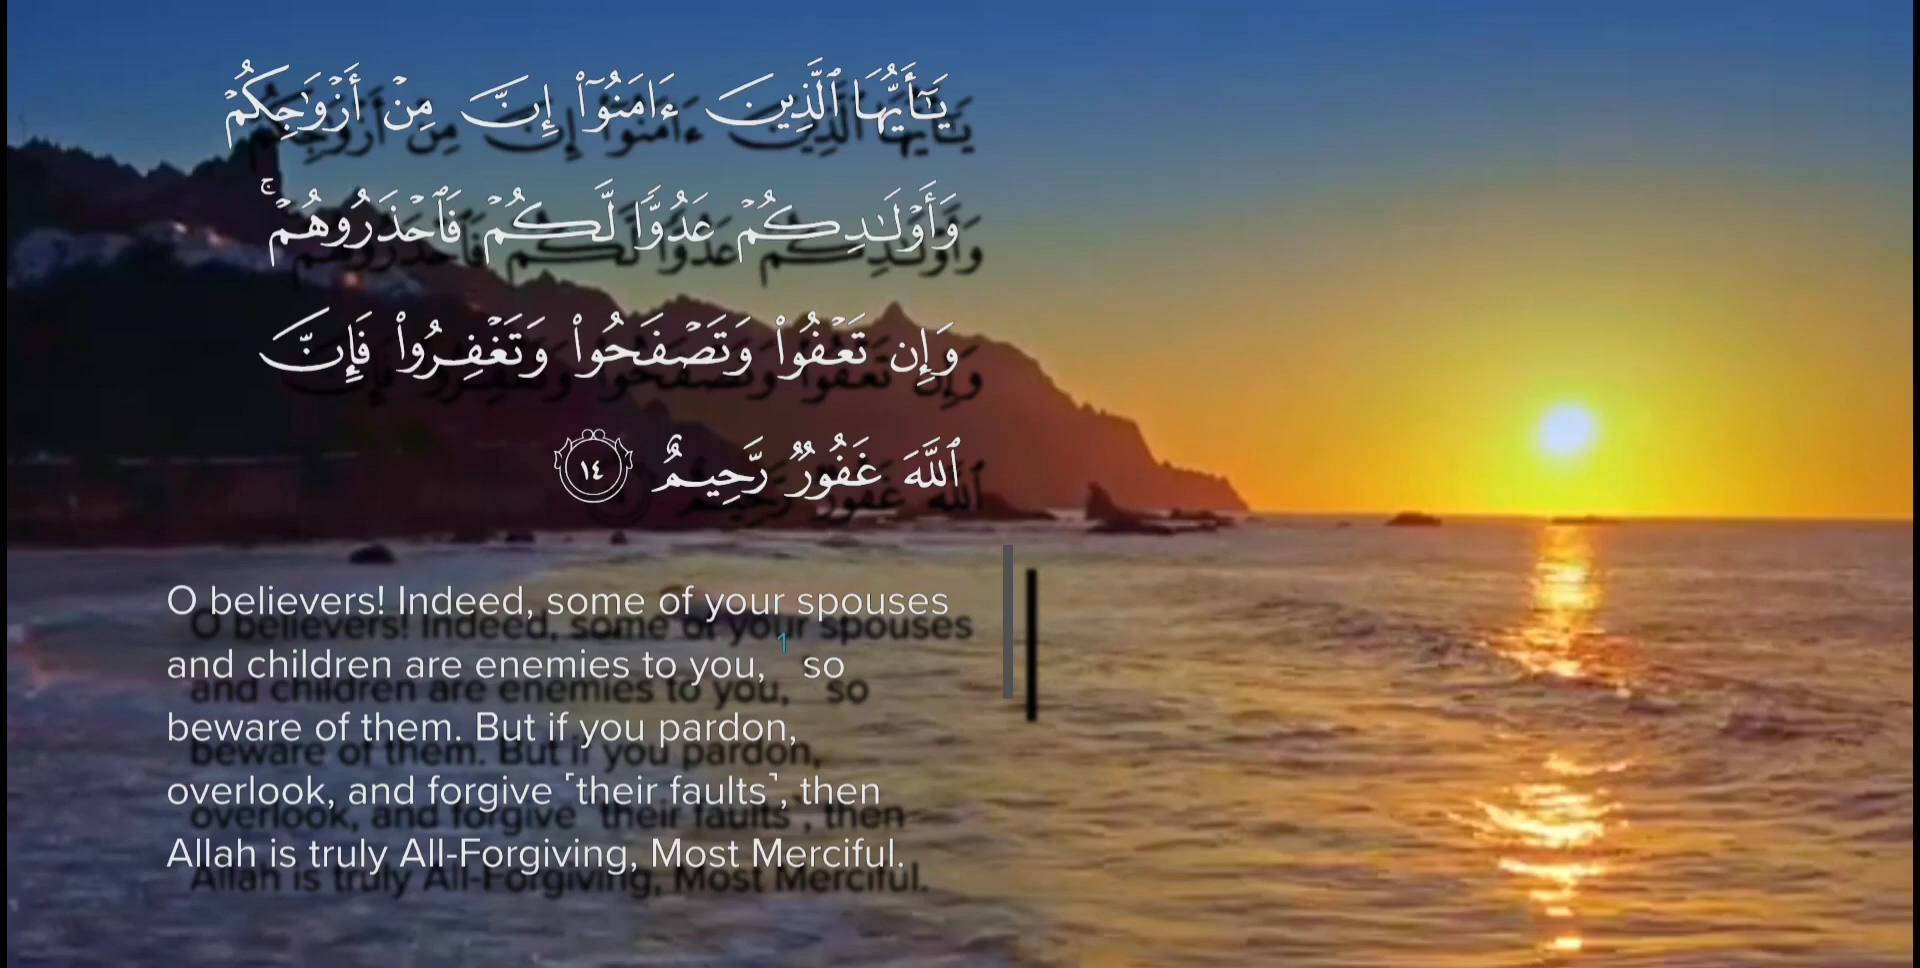 يَـٰٓأَيُّهَا ٱلَّذِينَ ءَامَنُوٓا۟ إِنَّ مِنْ أَزْوَٰجِكُمْ
وَأَوْلَـٰدِكُمْ عَدُوًّا لَّكُمْ فَٱحْذَرُوهُمْ ۚ
وَإِن تَعْفُوا۟ وَتَصْفَحُوا۟ وَتَغْفِرُوا۟ فَإِنَّ
ٱللَّهَ غَفُورٌ رَّحِيمٌ ١٤
O believers! Indeed, some of your spouses
and children are enemies to you,1 so
beware of them. But if you pardon,
overlook, and forgive ˹their faults˺, then
Allah is truly All-Forgiving, Most Merciful.